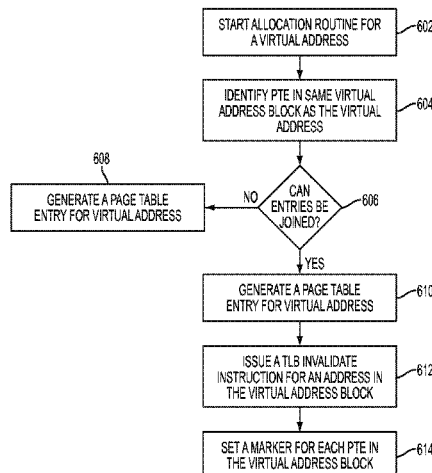 START ALLOCATION ROUTINE FOR
A VIRTUAL ADDRESS
602
IDENTIFY PTE IN SAME VIRTUAL
ADDRESS BLOCK AS THE VIRTUAL
ADDRESS
604
608
GENERATE A PAGE TABLE
ENTRY FOR VIRTUAL ADDRESS
NO
CAN
ENTRIES BE
JOINED?
606
YES
GENERATE A PAGE TABLE
ENTRY FOR VIRTUAL ADDRESS
610
ISSUE A TLB INVALIDATE
INSTRUCTION FOR AN ADDRESS IN
THE VIRTUAL ADDRESS BLOCK
612
SET A MARKER FOR EACH PTE IN
THE VIRTUAL ADDRESS BLOCK
614